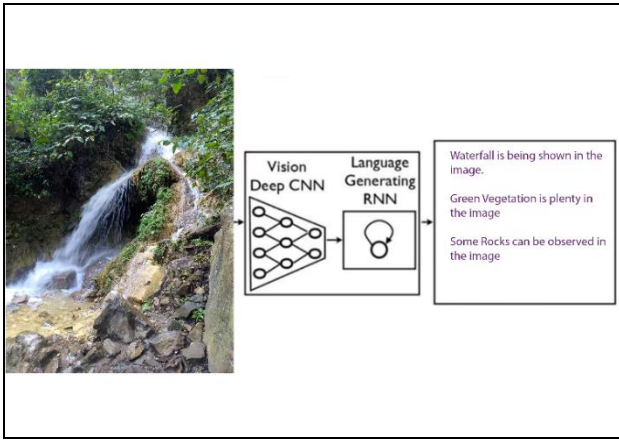 Vision
Deep CNN
Language
Generating
RNN
Waterfall is being shown in the
image.
Green Vegetation is plenty in
the image
Some Rocks can be observed in
the image